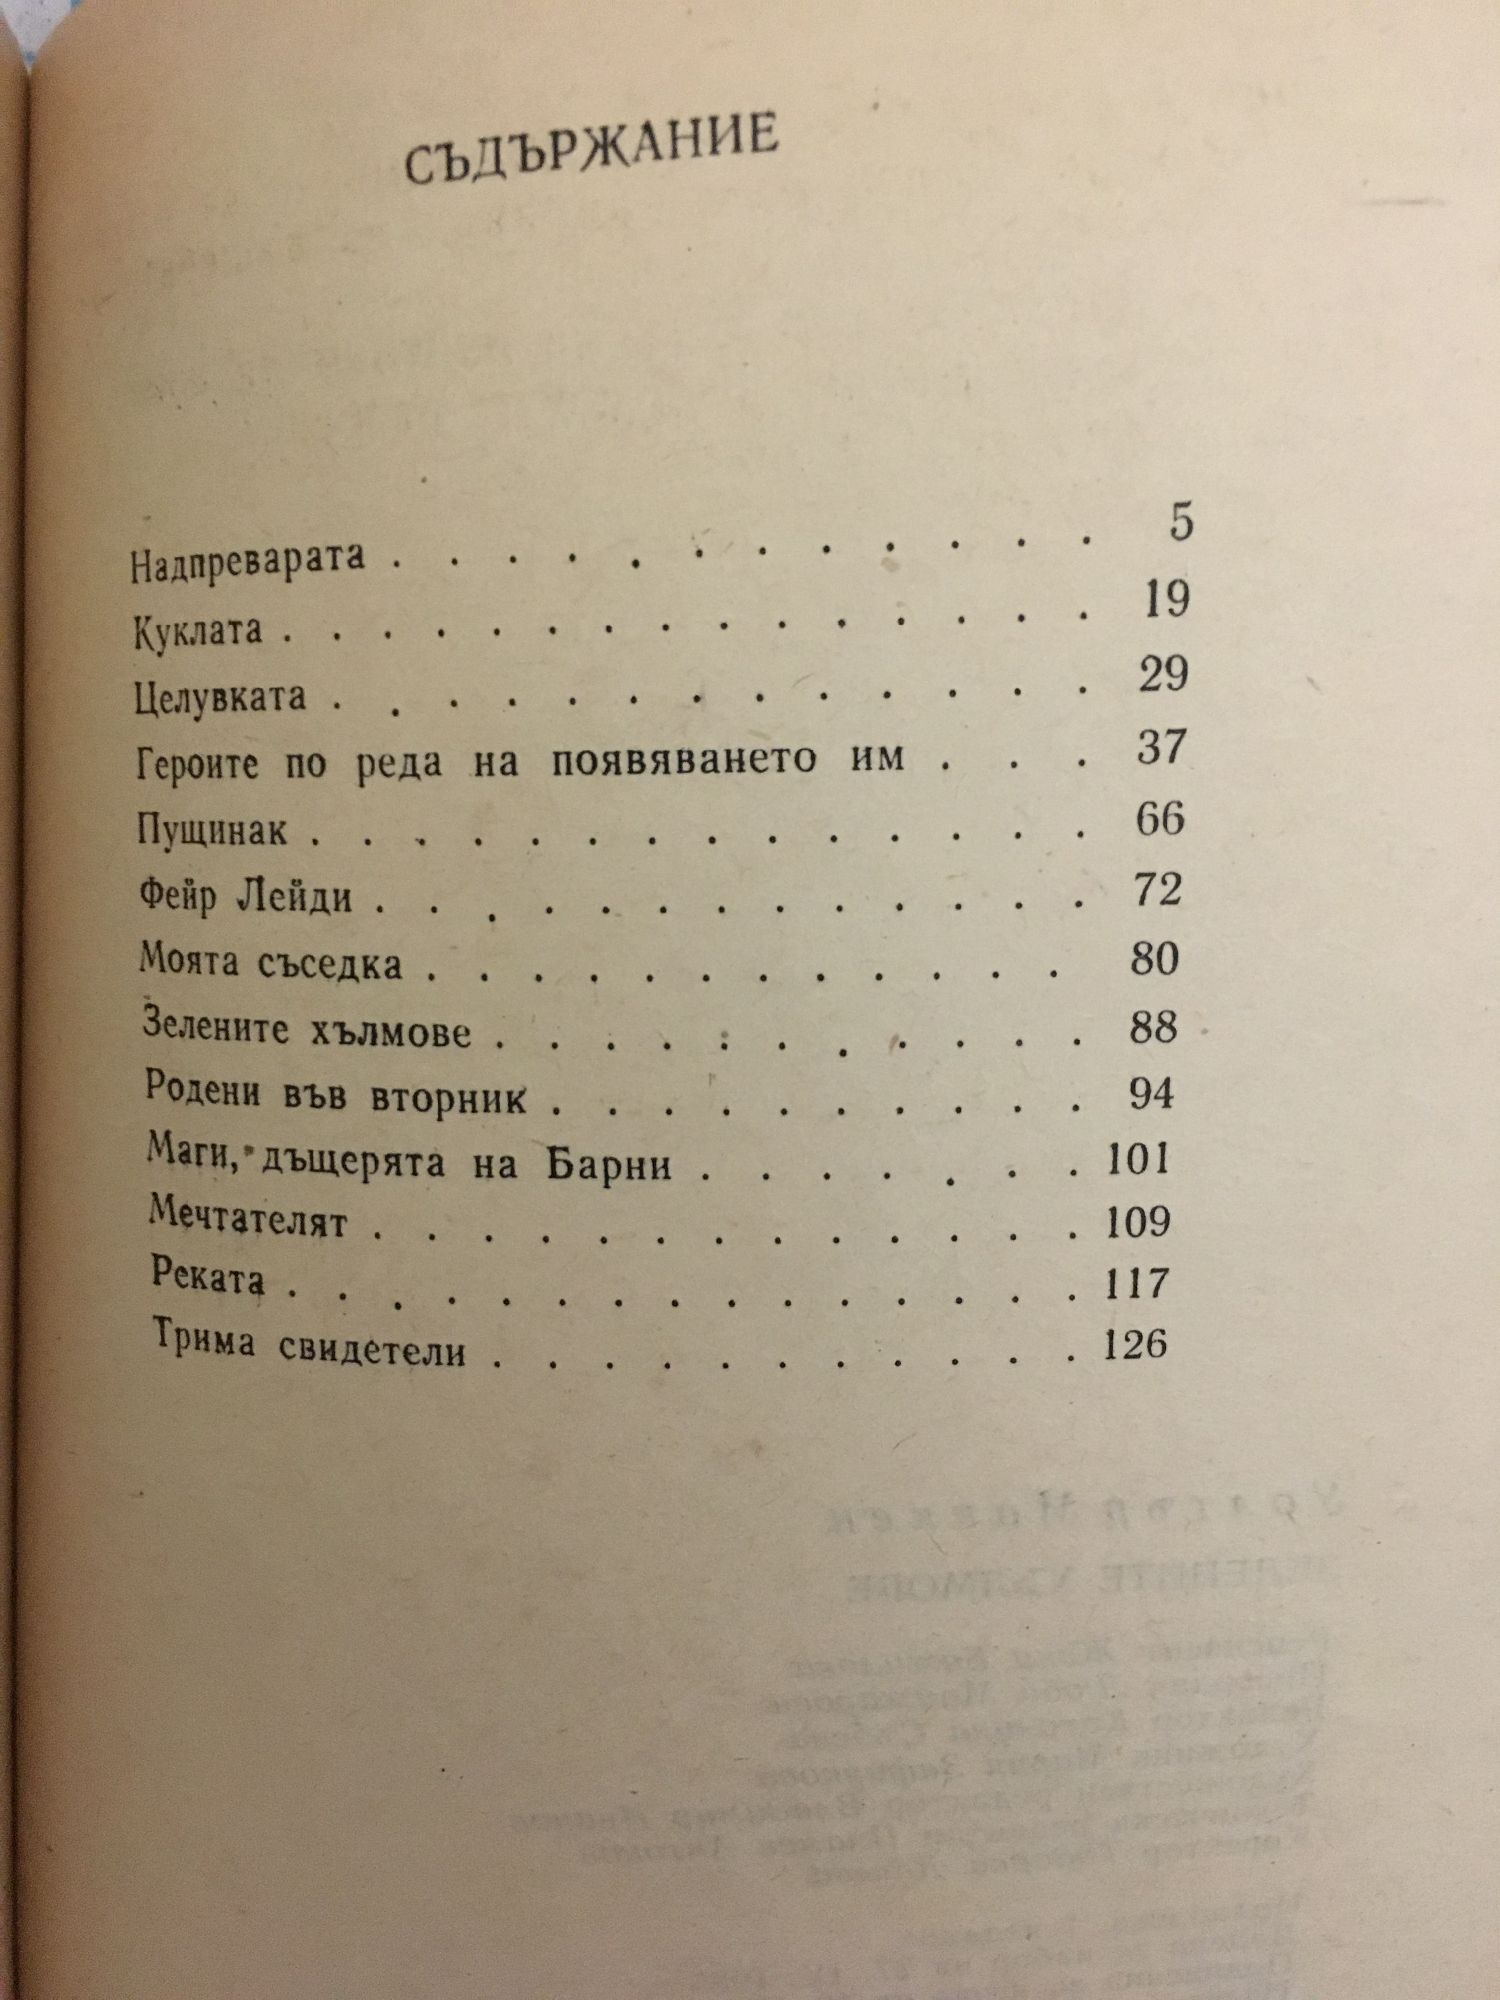 СЪДЪРЖАНИЕ
Надпреварата . . . . . . . . . . . . 5
Куклата . . . . . . . . . . . . . . . 19
Целувката . . . . . . . . . . . . . 29
Героите по реда на появяването им . . . 37
Пущинак . . . . . . . . . . . . . . 66
Фейр Лейди . . . . . . . . . . . . . 72
Моята съседка . . . . . . . . . . . . 80
Зелените хълмове . . . . . . . . . . . 88
Родени във вторник . . . . . . . . . . 94
Маги, дъщерята на Барни . . . . . . . 101
Мечтателят . . . . . . . . . . . . . 109
Реката . . . . . . . . . . . . . . . 117
Трима свидетели . . . . . . . . . . . 126